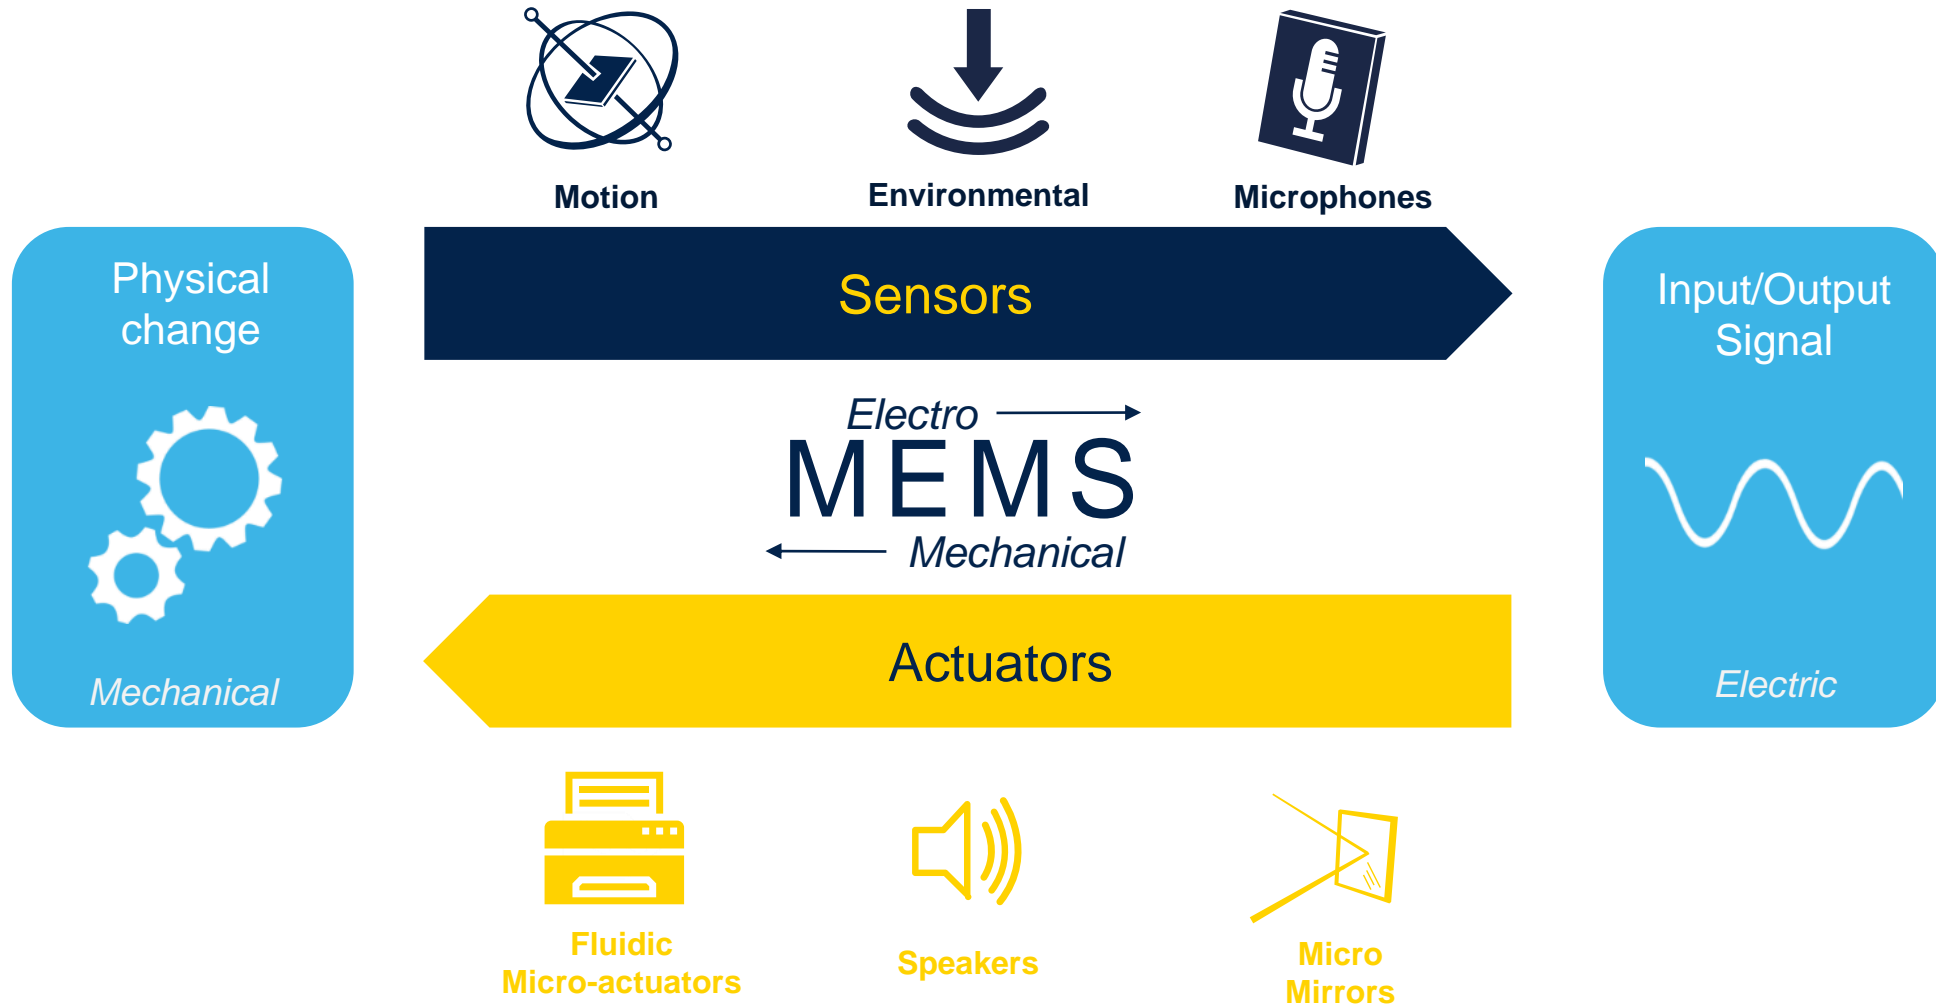 Motion
Environmental
Microphones
Physical
change
Mechanical
Sensors
Electro
MEMS
Mechanical
Actuators
Input/Output
Signal
Electric
Fluidic
Micro-actuators
Speakers
Micro
Mirrors